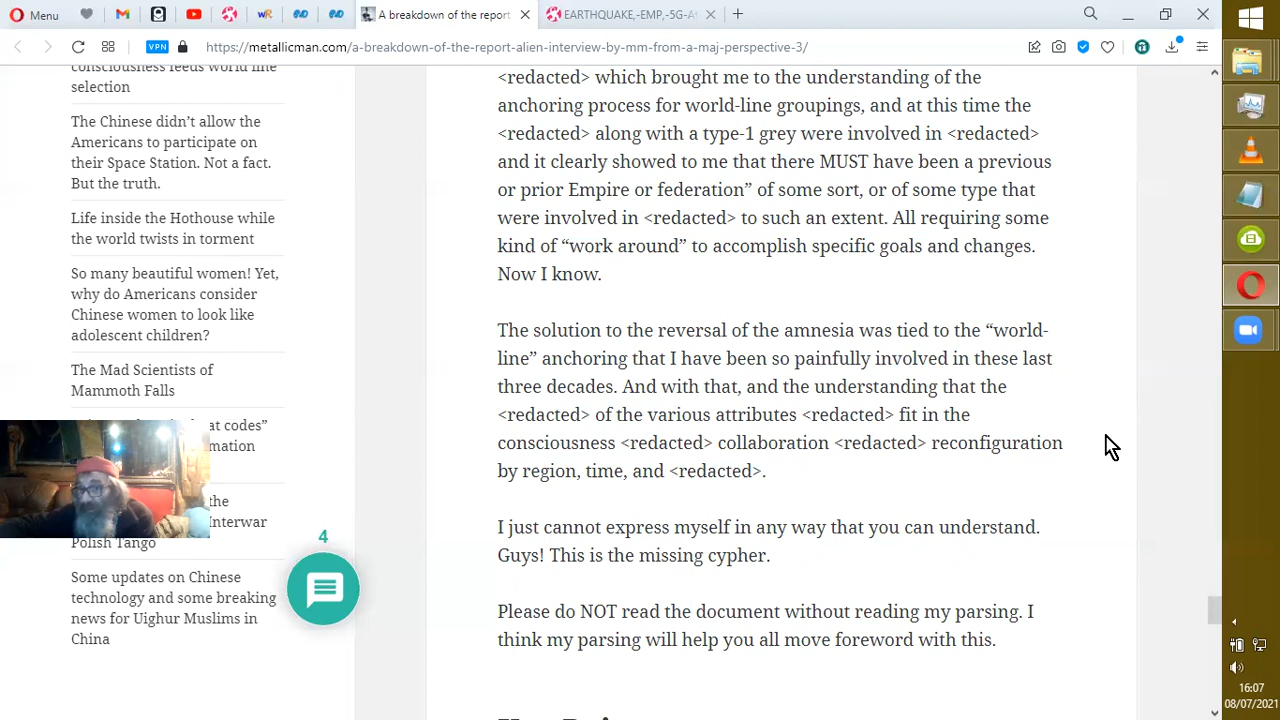 Menu
A breakdown of the report
EARTHQUAKE,-EMP,-5G-A
VPN
https://metallicman.com/a-breakdown-of-the-report-alien-interview-by-mm-from-a-maj-perspective-3/
consciousness feeds world line
selection
The Chinese didn’t allow the
Americans to participate on
their Space Station. Not a fact.
But the truth.
Life inside the Hothouse while
the world twists in torment
So many beautiful women! Yet,
why do Americans consider
Chinese women to look like
adolescent children?
The Mad Scientists of
Mammoth Falls
at codes”
mation
the
Interwar
Polish Tango
Some updates on Chinese
technology and some breaking
news for Uighur Muslims in
China
4
<redacted> which brought me to the understanding of the
anchoring process for world-line groupings, and at this time the
<redacted> along with a type-1 grey were involved in <redacted>
and it clearly showed to me that there MUST have been a previous
or prior Empire or federation” of some sort, or of some type that
were involved in <redacted> to such an extent. All requiring some
kind of “work around” to accomplish specific goals and changes.
Now I know.
The solution to the reversal of the amnesia was tied to the “world-
line” anchoring that I have been so painfully involved in these last
three decades. And with that, and the understanding that the
<redacted> of the various attributes <redacted> fit in the
consciousness <redacted> collaboration <redacted> reconfiguration
by region, time, and <redacted>.
I just cannot express myself in any way that you can understand.
Guys! This is the missing cypher.
Please do NOT read the document without reading my parsing. I
think my parsing will help you all move foreword with this.
16:07
08/07/2021